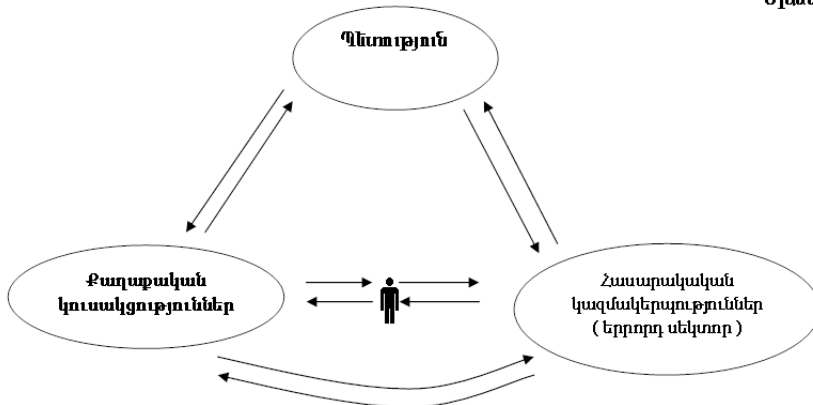 Պետություն
Քաղաքական
կուսակցություններ
Հասարակական
կազմակերպություններ
( երրորդ սեկտոր )